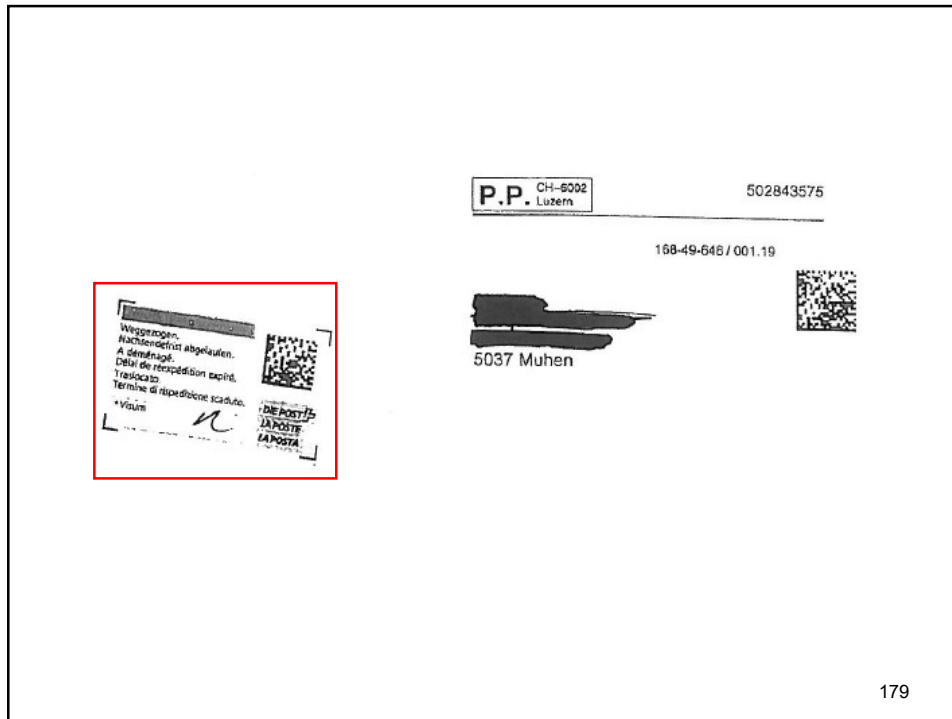 P.P. CH-6002
Luzern
502843575
168-49-646 / 001.19
5037 Muhen
Weggezogen.
Nachsendefrist abgelaufen.
A déménagé.
Délai de réexpédition expiré.
Traslocato.
Termine di rispedizione scaduto.
*Visum
DIE POST
LA POSTE
LA POSTA
179